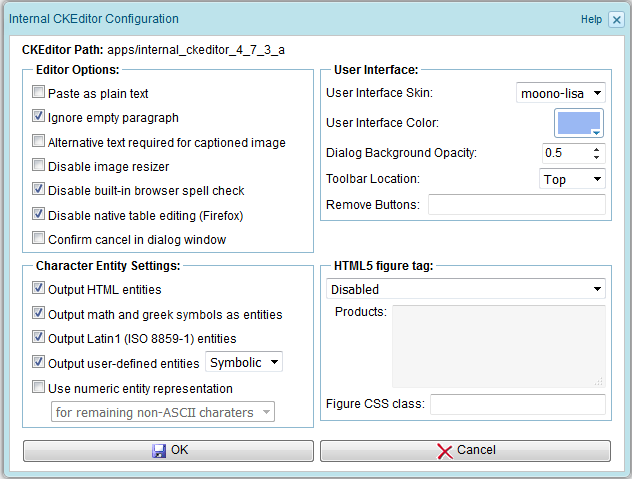 Internal CKEditor Configuration Help
CKEditor Path: apps/internal_ckeditor_4_7_3_a
Editor Options:
Paste as plain text
Ignore empty paragraph
Alternative text required for captioned image
Disable image resizer
Disable built-in browser spell check
Disable native table editing (Firefox)
Confirm cancel in dialog window
User Interface:
User Interface Skin: moono-lisa
User Interface Color:
Dialog Background Opacity: 0.5
Toolbar Location: Top
Remove Buttons:
Character Entity Settings:
Output HTML entities
Output math and greek symbols as entities
Output Latin1 (ISO 8859-1) entities
Output user-defined entities Symbolic
Use numeric entity representation
for remaining non-ASCII charaters
HTML5 figure tag:
Disabled
Products:
Figure CSS class:
OK Cancel